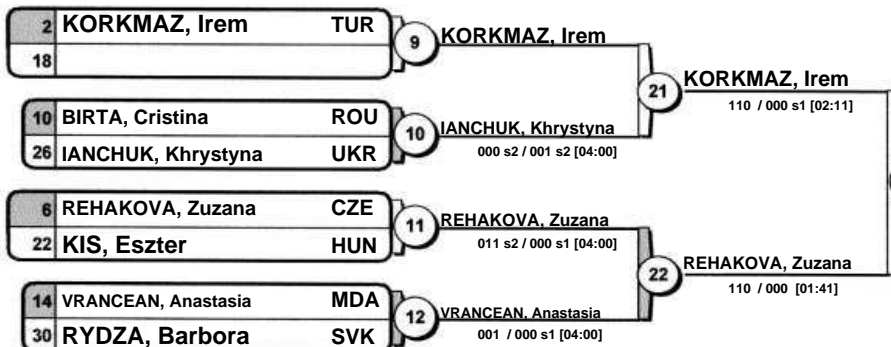 2 KORKMAZ, Irem TUR
18
9
KORKMAZ, Irem
10 BIRTA, Cristina ROU
26 IANCHUK, Khrystyna UKR
10
IANCHUK, Khrystyna
000 s2 / 001 s2 [04:00]
21
KORKMAZ, Irem
110 / 000 s1 [02:11]
6 REHAKOVA, Zuzana CZE
22 KIS, Eszter HUN
11
REHAKOVA, Zuzana
011 s2 / 000 s1 [04:00]
14 VRANCEAN, Anastasia MDA
30 RYDZA, Barbora SVK
12
VRANCEAN, Anastasia
001 / 000 s1 [04:00]
22
REHAKOVA, Zuzana
110 / 000 [01:41]